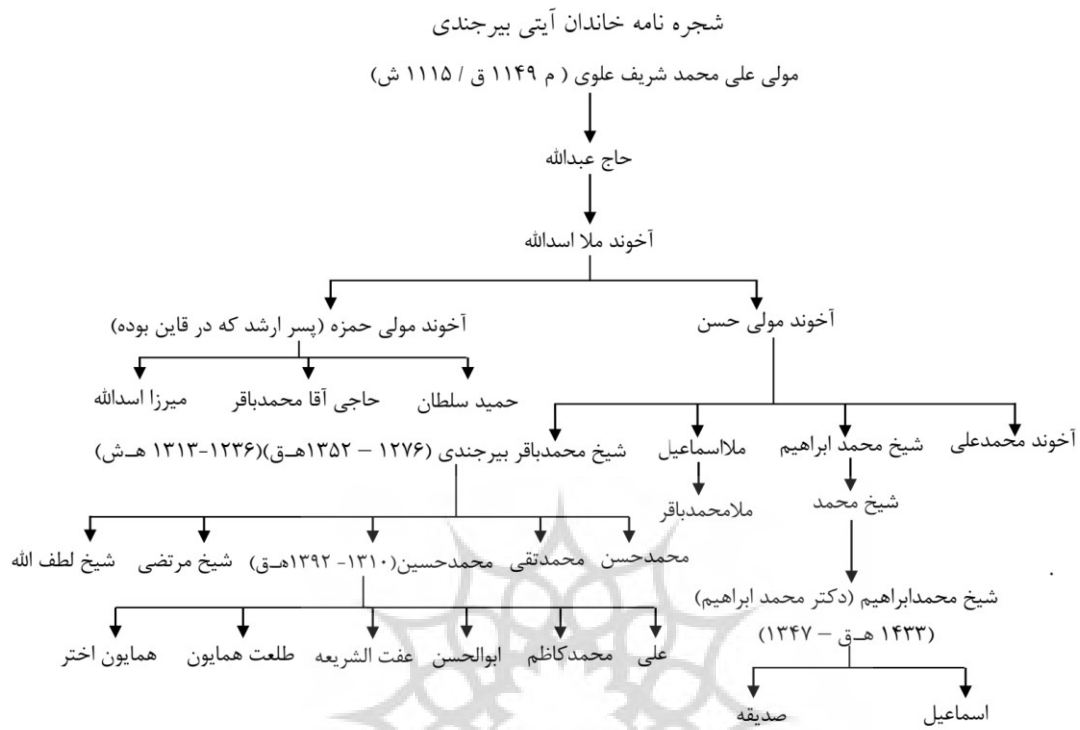 شجره نامه خاندان آیتی بیرجندی
مولی علی محمد شریف علوی ( م ۱۱۴۹ ق / ۱۱۱۵ ش)
حاج عبدالله
آخوند ملا اسدالله
آخوند مولی حسن
آخوند مولی حمزه (پسر ارشد که در قاین بوده)
حمید سلطان
حاجی آقا محمدباقر
میرزا اسدالله
آخوند محمدعلی
شیخ محمد ابراهیم
ملااسماعیل
شیخ محمدباقر بیرجندی (۱۲۷۶ – ۱۳۵۲هـق)(۱۲۳۶-۱۳۱۳ هـش)
شیخ محمد
ملامحمدباقر
محمدحسن
محمدتقی
محمدحسین(۱۳۱۰- ۱۳۹۲هـق)
شیخ مرتضی
شیخ لطف الله
شیخ محمدابراهیم (دکتر محمد ابراهیم)
(۱۴۳۳ هـق – ۱۳۴۷)
علی
محمدکاظم
ابوالحسن
عفت الشریعه
طلعت همایون
همایون اختر
اسماعیل
صدیقه